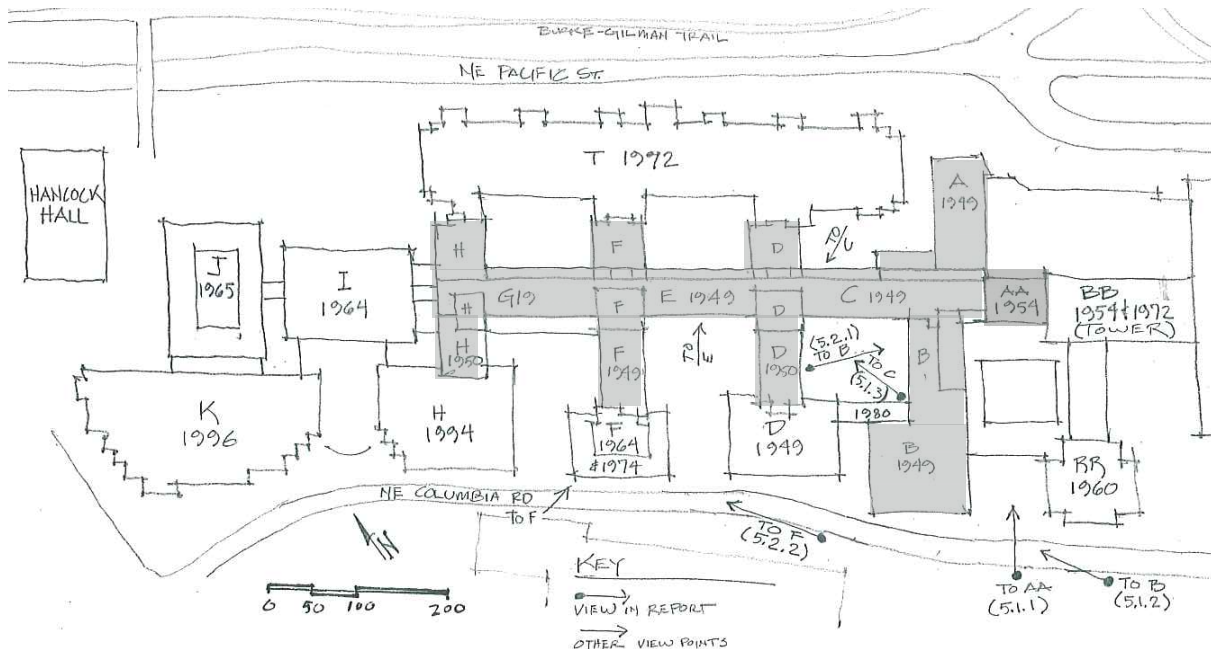 BURKE-GILMAN TRAIL
NE PACIFIC ST.
T 1992
HANCOCK
HALL
A
1949
J
1965
I
1964
H
F
D
TO/C
G19
E 1949
C 1949
AA
1954
BB
1954 & 1972
(TOWER)
H
F
D
H
1950
F
1949
TO
E
D
1950
(5.2.1)
TO B
TO C
(5.1.3)
B
1980
K
1996
H
1994
F
1964
& 1974
D
1949
B
1949
RR
1960
NE COLUMBIA RD
TO F
TO F
(5.2.2)
N
0 50 100 200
KEY
VIEW IN REPORT
OTHER VIEW POINTS
TO AA
(5.1.1)
TO B
(5.1.2)